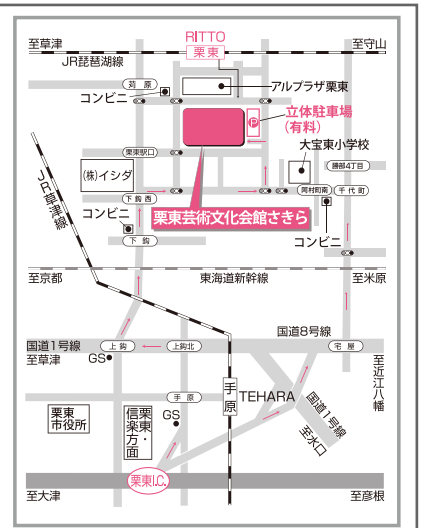 RITTO
至草津
栗東
至守山
JR琵琶湖線
苅原
アルプラザ栗東
コンビニ
P
立体駐車場
(有料)
大宝東小学校
栗東駅口
勝部4丁目
(株)イシダ
下鈎西
阿村町南
千代町
JR草津線
栗東芸術文化会館さきら
コンビニ
コンビニ
下鈎
至京都
東海道新幹線
至米原
国道8号線
国道1号線
上鈎
上鈎北
宅屋
至草津
GS
至近江八幡
手原
手原
TEHARA
栗東
市役所
栗東・
信楽方面
GS
国道1号線
至水口
栗東I.C.
至大津
至彦根